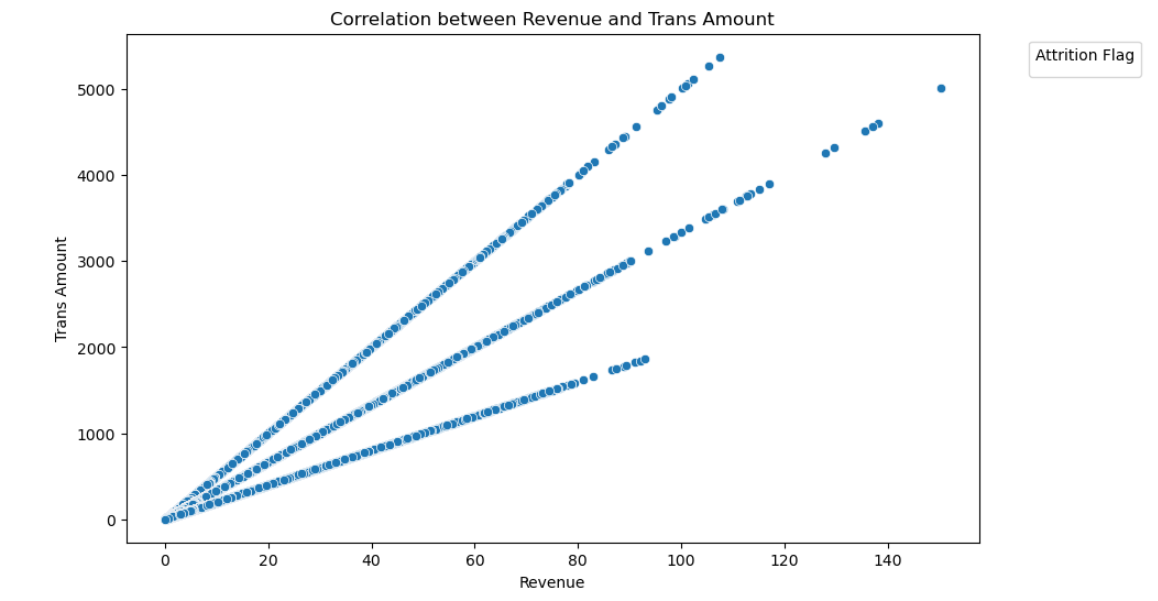 Correlation between Revenue and Trans Amount
Attrition Flag
Trans Amount
5000
4000
3000
2000
1000
0
0 20 40 60 80 100 120 140
Revenue